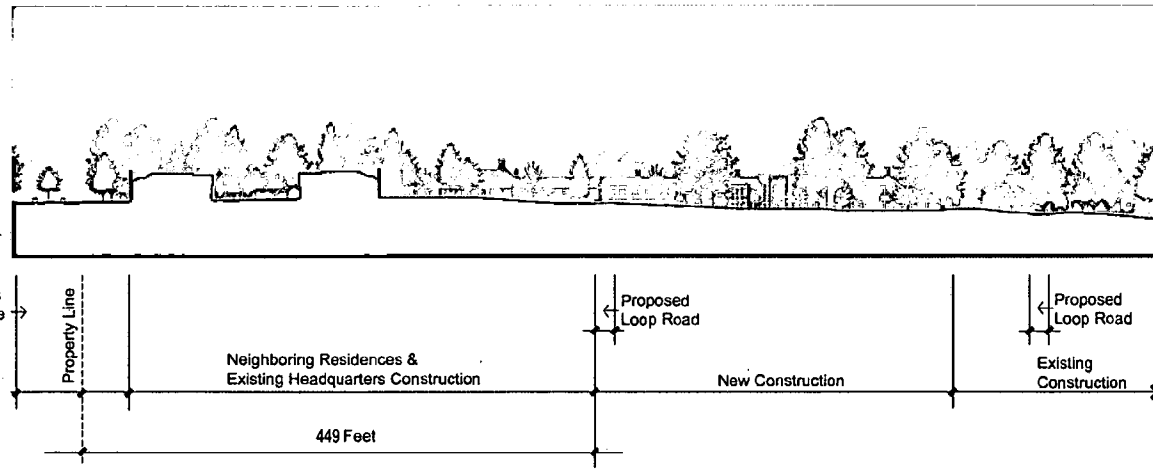 Property Line
Proposed
Loop Road
Proposed
Loop Road
Neighboring Residences &
Existing Headquarters Construction
New Construction
Existing
Construction
449 Feet